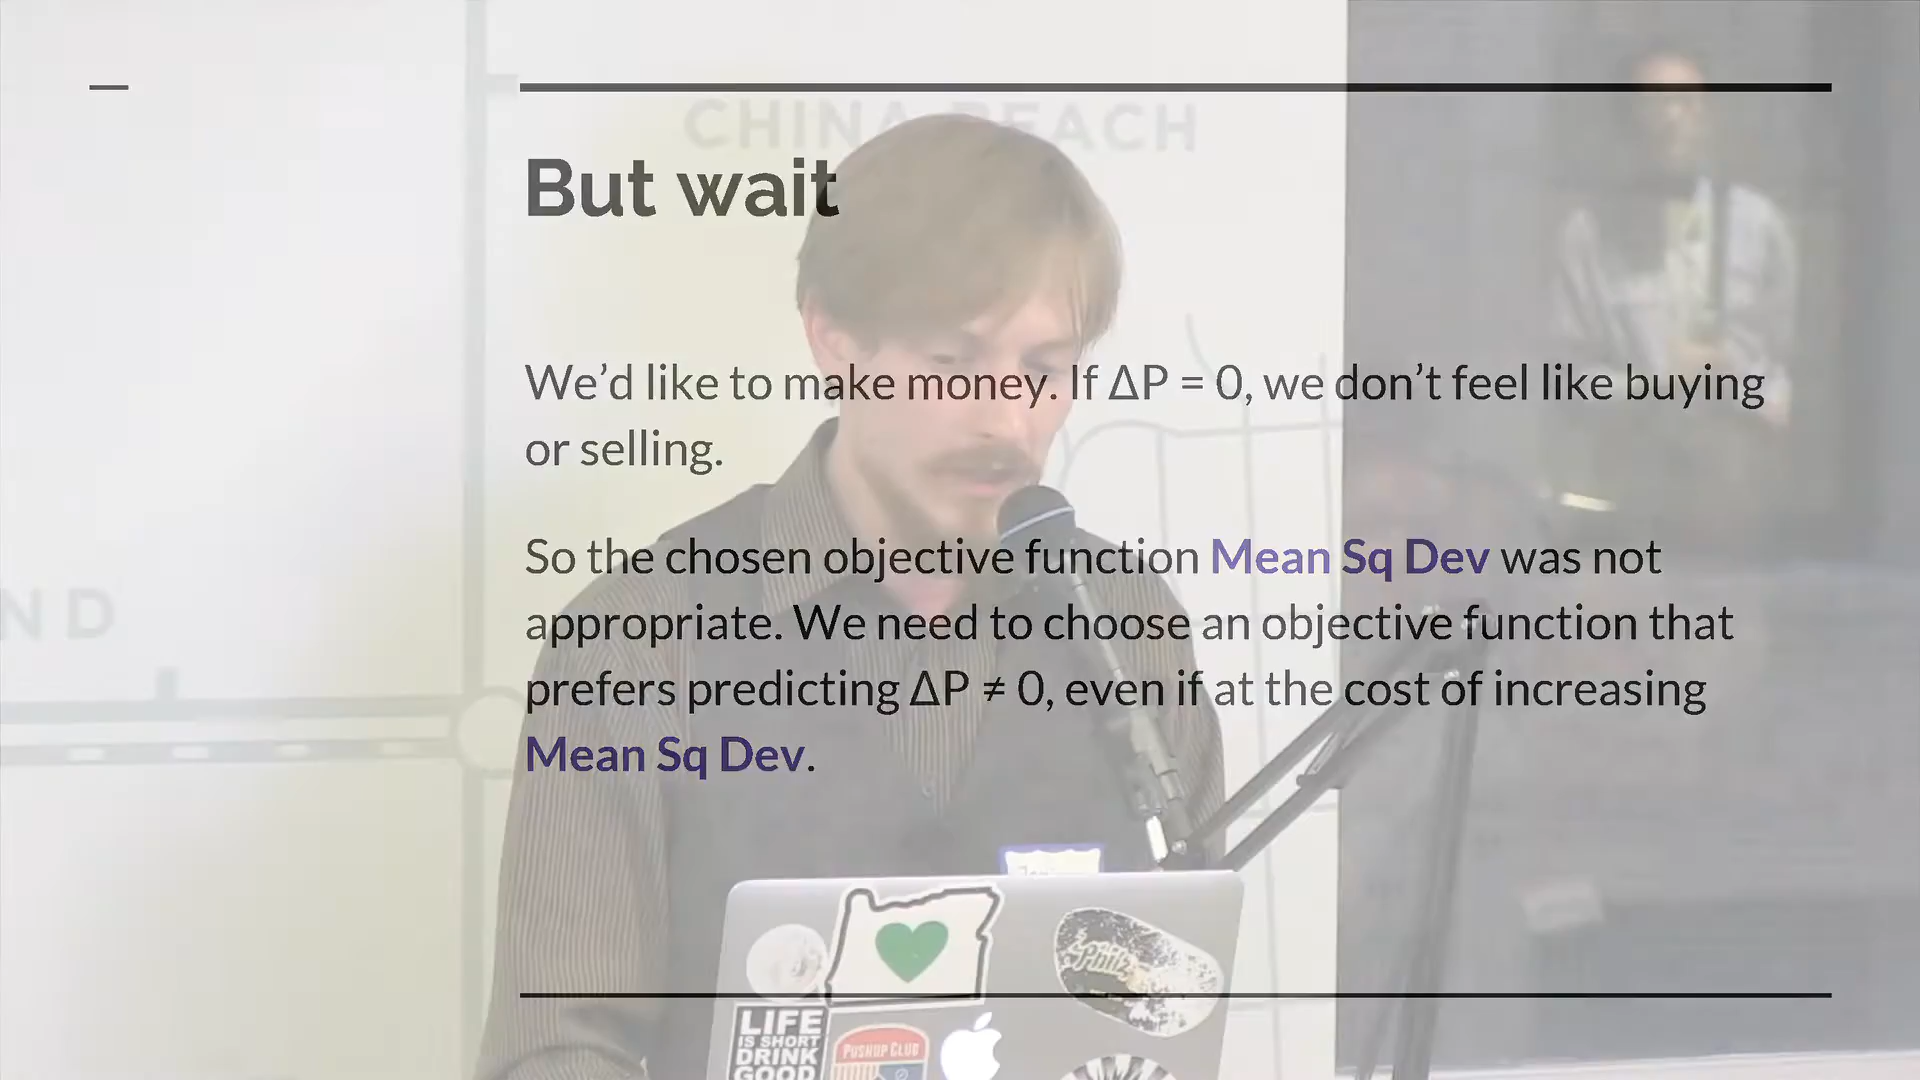 CHINA BEACH
But wait
We’d like to make money. If ΔP = 0, we don’t feel like buying
or selling.
So the chosen objective function Mean Sq Dev was not
appropriate. We need to choose an objective function that
prefers predicting ΔP ≠ 0, even if at the cost of increasing
Mean Sq Dev.
ND
Philz
LIFE
IS SHORT
DRINK
GOOD
PUSHUP CLUB